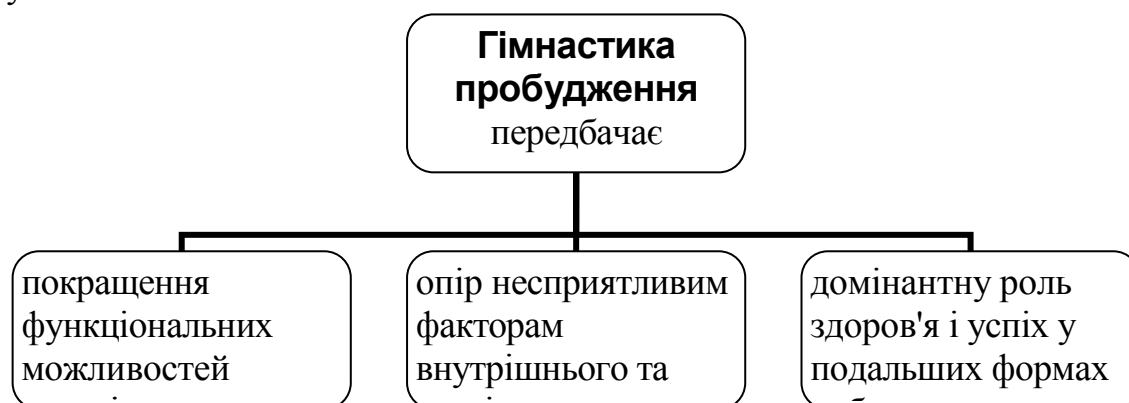 Гімнастика
пробудження
передбачає
покращення
функціональних
можливостей
опір несприятливим
факторам
внутрішнього та
домінантну роль
здоров'я і успіх у
подальших формах